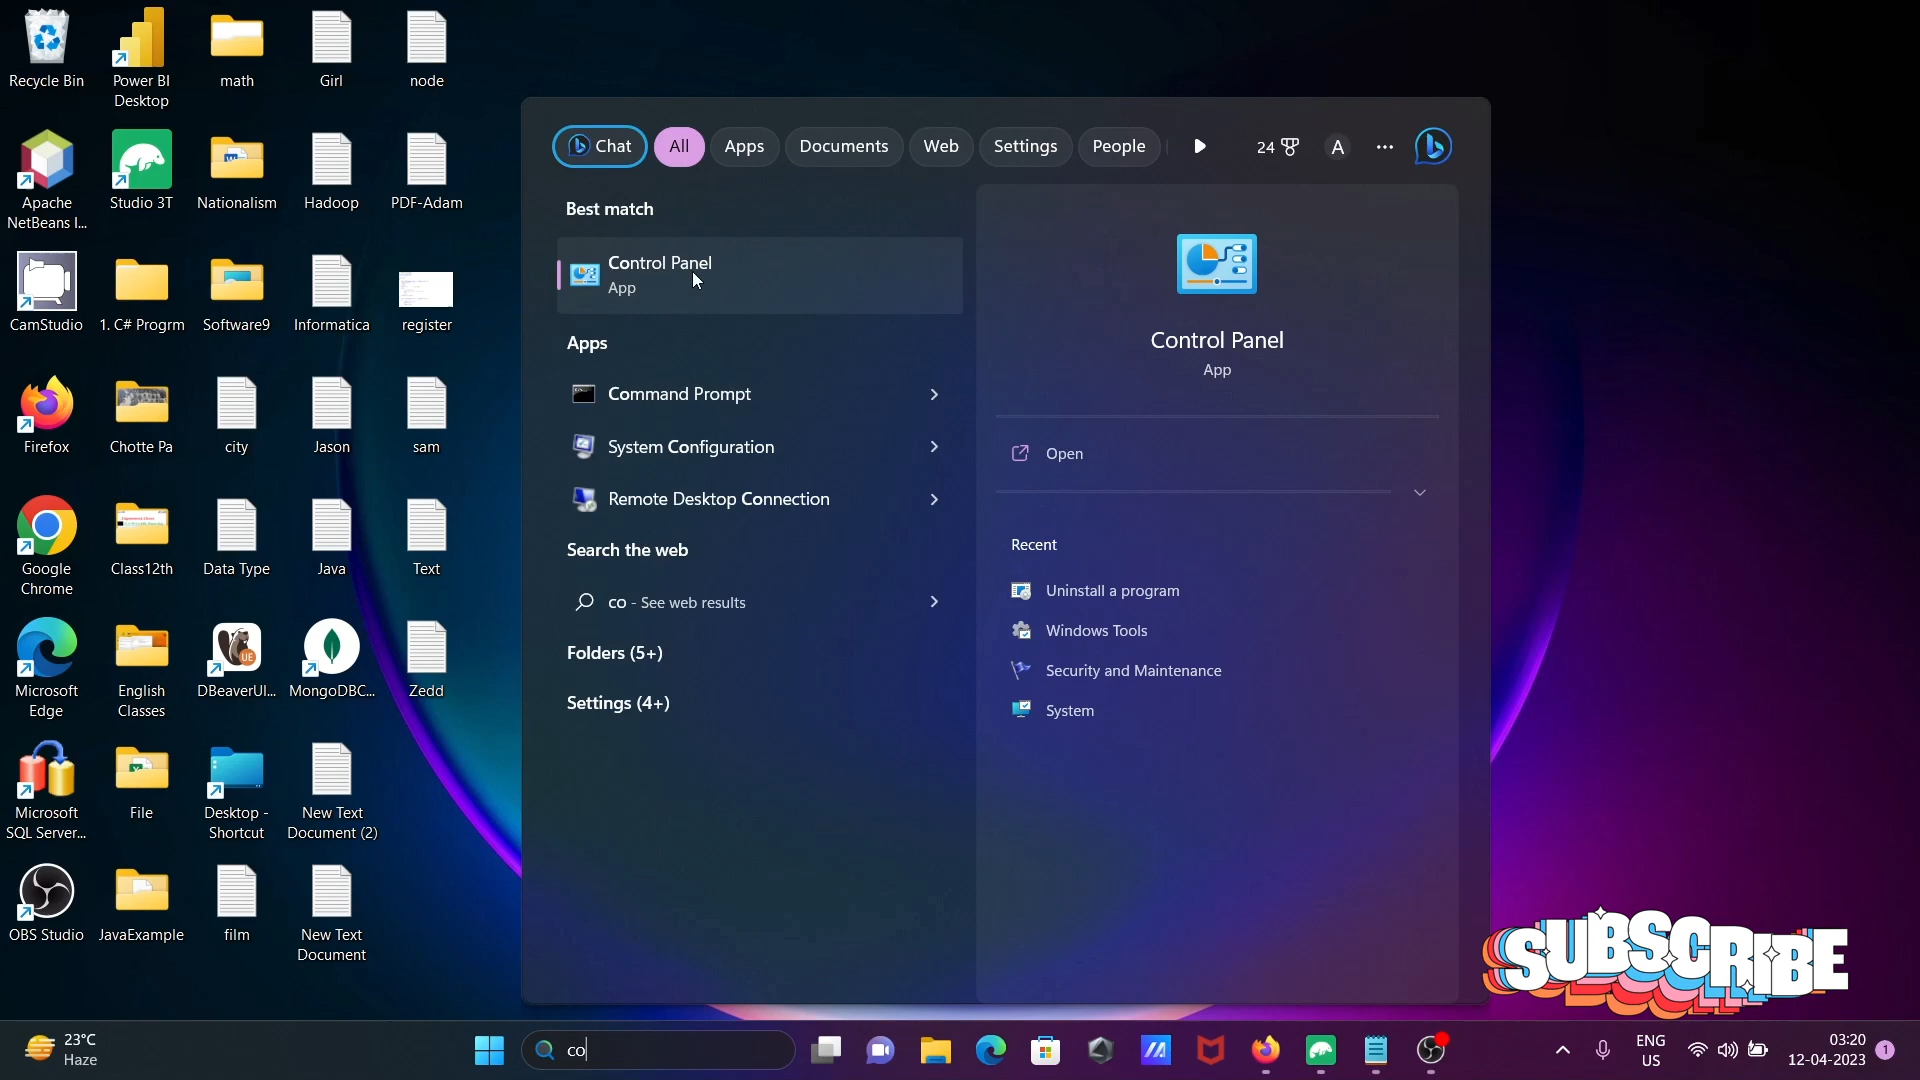 Recycle Bin
Power BI
Desktop
math
Girl
node
Apache
NetBeans I...
Studio 3T
Nationalism
Hadoop
PDF-Adam
CamStudio
1. C# Progrm
Software9
Informatica
register
Firefox
Chotte Pa
city
Jason
sam
Google
Chrome
Class12th
Data Type
Java
Text
Microsoft
Edge
English
Classes
DBeaverUl...
MongoDBC...
Zedd
Microsoft
SQL Server...
File
Desktop -
Shortcut
New Text
Document (2)
OBS Studio
JavaExample
film
New Text
Document
Chat
All
Apps
Documents
Web
Settings
People
24
A
Best match
Control Panel
App
Apps
Command Prompt
System Configuration
Remote Desktop Connection
Search the web
co - See web results
Folders (5+)
Settings (4+)
Control Panel
App
Open
Recent
Uninstall a program
Windows Tools
Security and Maintenance
System
SUBSCRIBE
23°C
Haze
co
ENG
US
03:20
12-04-2023
1